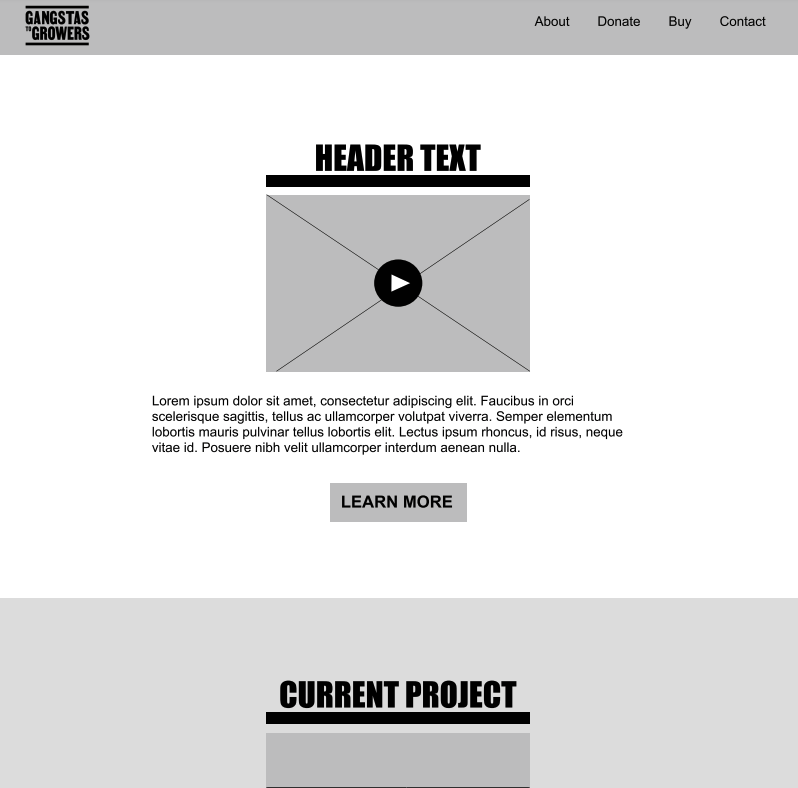 GANGSTAS
TO GROWERS
About Donate Buy Contact
HEADER TEXT
Lorem ipsum dolor sit amet, consectetur adipiscing elit. Faucibus in orci
scelerisque sagittis, tellus ac ullamcorper volutpat viverra. Semper elementum
lobortis mauris pulvinar tellus lobortis elit. Lectus ipsum rhoncus, id risus, neque
vitae id. Posuere nibh velit ullamcorper interdum aenean nulla.
LEARN MORE
CURRENT PROJECT